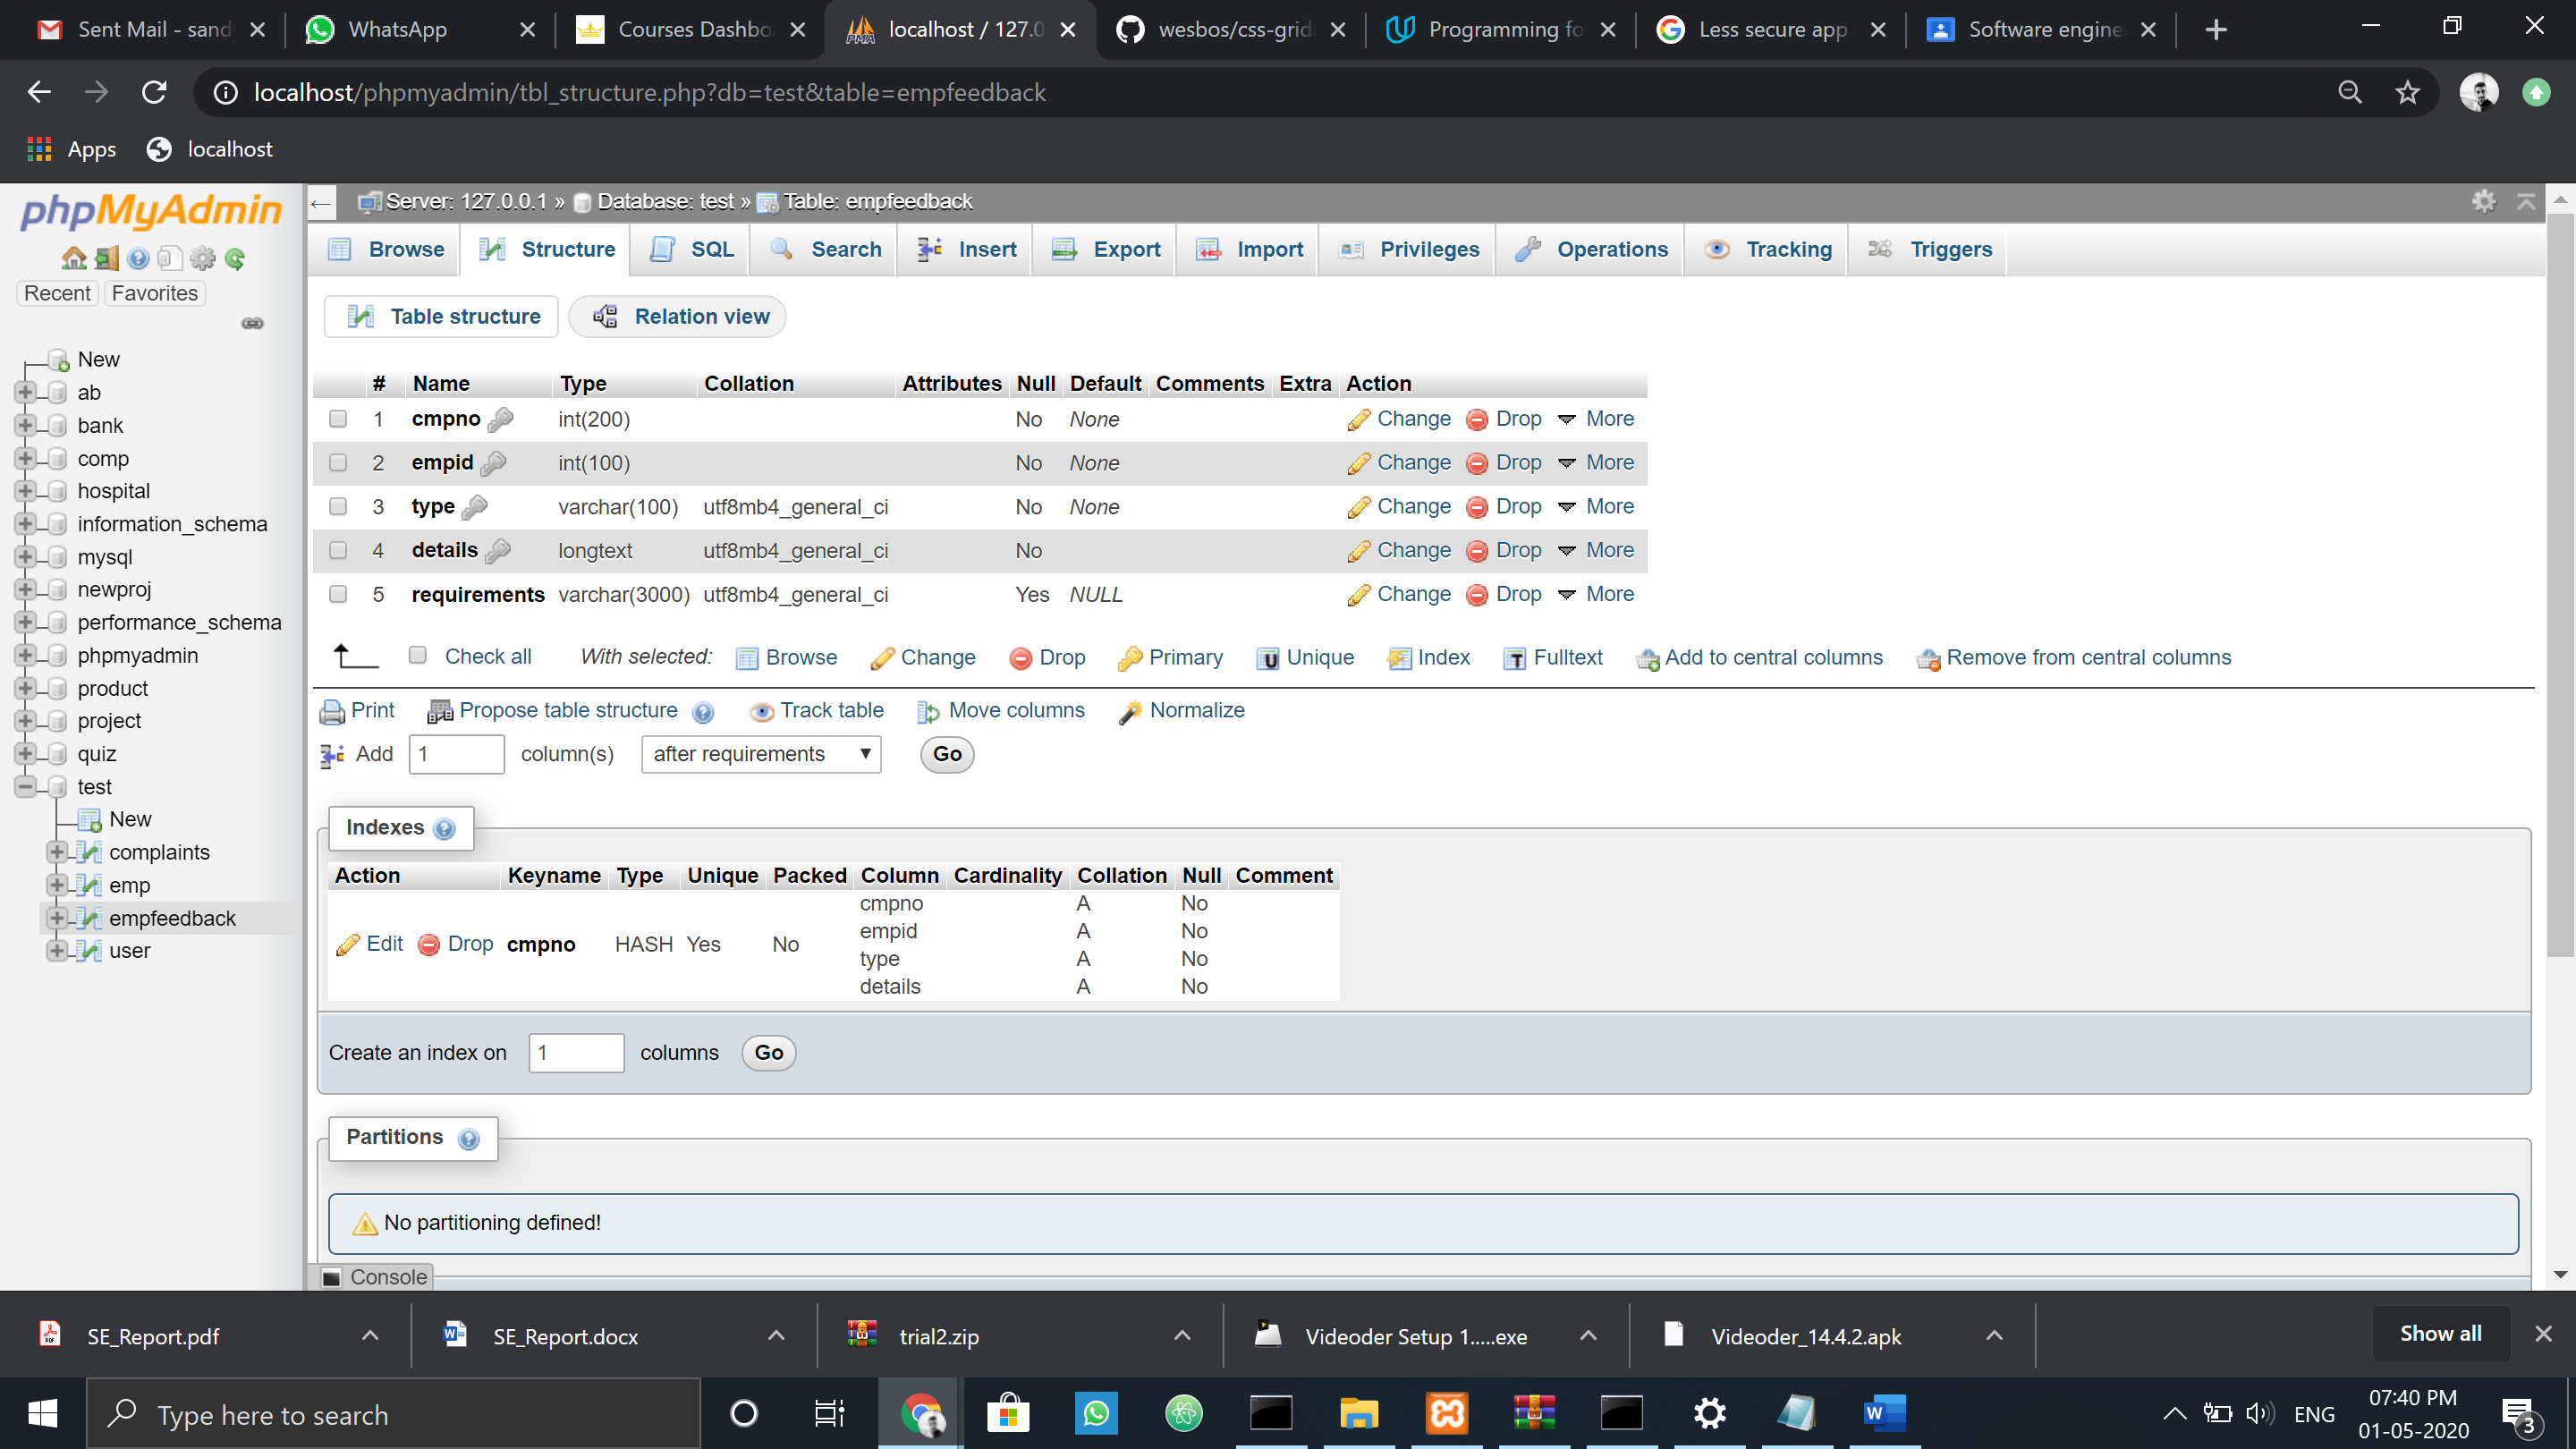 Sent Mail - sand
WhatsApp
Courses Dashbo
localhost / 127.0
wesbos/css-grid
Programming fo
Less secure app
Software engine
localhost/phpmyadmin/tbl_structure.php?db=test&table=empfeedback
Apps
localhost
phpMyAdmin
Recent Favorites
New
ab
bank
comp
hospital
information_schema
mysql
newproj
performance_schema
phpmyadmin
product
project
quiz
test
New
complaints
emp
empfeedback
user
Server: 127.0.0.1 » Database: test » Table: empfeedback
Browse Structure SQL Search Insert Export Import Privileges Operations Tracking Triggers
Table structure Relation view
# Name Type Collation Attributes Null Default Comments Extra Action
1 cmpno int(200) No None Change Drop More
2 empid int(100) No None Change Drop More
3 type varchar(100) utf8mb4_general_ci No None Change Drop More
4 details longtext utf8mb4_general_ci No Change Drop More
5 requirements varchar(3000) utf8mb4_general_ci Yes NULL Change Drop More
Check all With selected: Browse Change Drop Primary Unique Index Fulltext Add to central columns Remove from central columns
Print Propose table structure Track table Move columns Normalize
Add 1 column(s) after requirements Go
Indexes
Action Keyname Type Unique Packed Column Cardinality Collation Null Comment
Edit Drop cmpno HASH Yes No
cmpno A No
empid A No
type A No
details A No
Create an index on 1 columns Go
Partitions
No partitioning defined!
Console
SE_Report.pdf
SE_Report.docx
trial2.zip
Videoder Setup 1.....exe
Videoder_14.4.2.apk
Show all
Type here to search
ENG
07:40 PM
01-05-2020
3